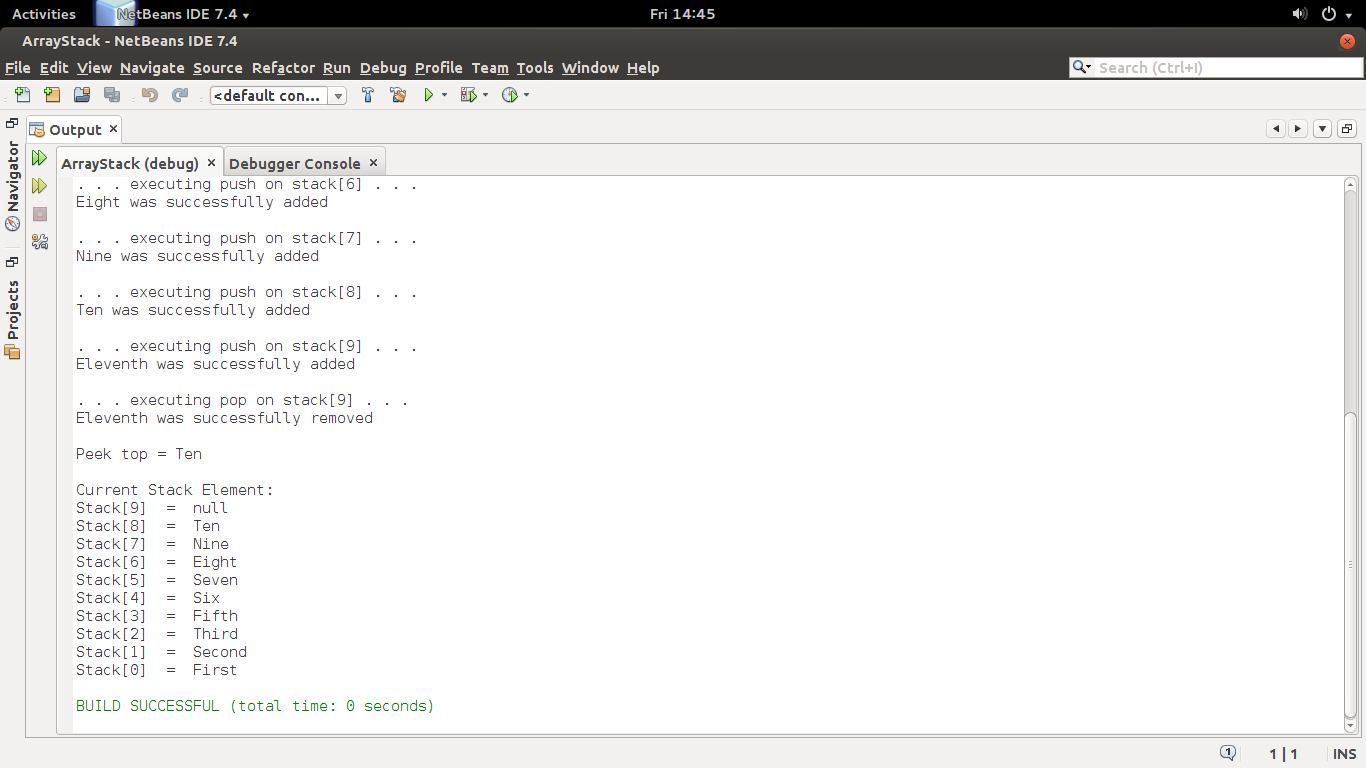 Activities NetBeans IDE 7.4 Fri 14:45
ArrayStack - NetBeans IDE 7.4
File Edit View Navigate Source Refactor Run Debug Profile Team Tools Window Help Search (Ctrl+I)
<default con...
Output
Navigator
Projects
ArrayStack (debug) Debugger Console
. . . executing push on stack[6] . . .
Eight was successfully added
. . . executing push on stack[7] . . .
Nine was successfully added
. . . executing push on stack[8] . . .
Ten was successfully added
. . . executing push on stack[9] . . .
Eleventh was successfully added
. . . executing pop on stack[9] . . .
Eleventh was successfully removed
Peek top = Ten
Current Stack Element:
Stack[9]  =  null
Stack[8]  =  Ten
Stack[7]  =  Nine
Stack[6]  =  Eight
Stack[5]  =  Seven
Stack[4]  =  Six
Stack[3]  =  Fifth
Stack[2]  =  Third
Stack[1]  =  Second
Stack[0]  =  First
BUILD SUCCESSFUL (total time: 0 seconds)
1 1 | 1 INS